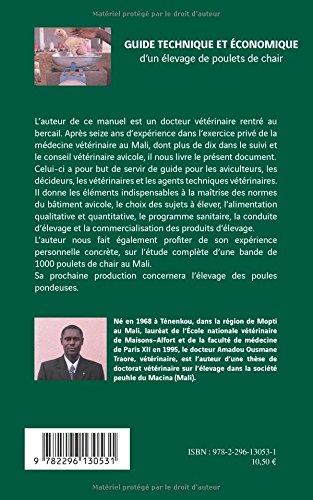 Matériel protégé par le droit d'auteur
GUIDE TECHNIQUE ET ÉCONOMIQUE
d'un élevage de poulets de chair
L'auteur de ce manuel est un docteur vétérinaire rentré au
bercail. Après seize ans d'expérience dans l'exercice privé de la
médecine vétérinaire au Mali, dont plus de dix dans le suivi et
le conseil vétérinaire avicole, il nous livre le présent document.
Celui-ci a pour but de servir de guide pour les aviculteurs, les
décideurs, les vétérinaires et les agents techniques vétérinaires.
Il donne les éléments indispensables à la maîtrise des normes
du bâtiment avicole, le choix des sujets à élever, l'alimentation
qualitative et quantitative, le programme sanitaire, la conduite
d'élevage et la commercialisation des produits d'élevage.
L'auteur nous fait également profiter de son expérience
personnelle concrète, sur l'étude complète d'une bande de
1000 poulets de chair au Mali.
Sa prochaine production concernera l'élevage des poules
pondeuses.
Né en 1968 à Ténenkou, dans la région de Mopti
au Mali, lauréat de l'École nationale vétérinaire
de Maisons-Alfort et de la faculté de médecine
de Paris XII en 1995, le docteur Amadou Ousmane
Traore, vétérinaire, est l'auteur d'une thèse de
doctorat vétérinaire sur l'élevage dans la société
peuhle du Macina (Mali).
ISBN : 978-2-296-13053-1
10,50 €
9 782296 130531
Matériel protégé par le droit d'auteur